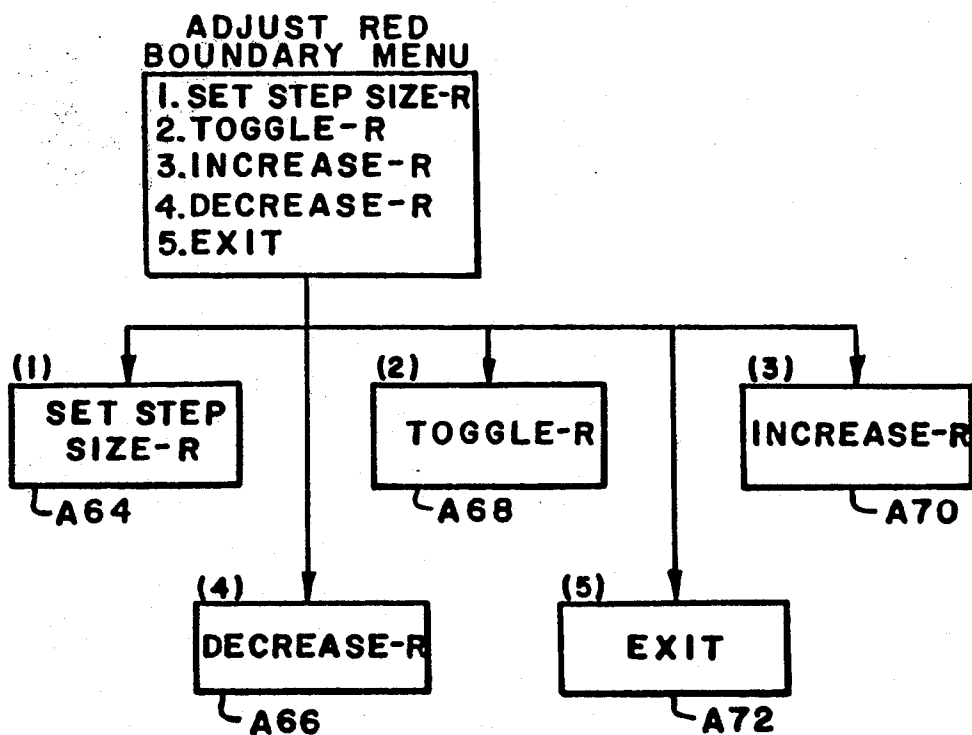 ADJUST RED
BOUNDARY MENU
1. SET STEP SIZE-R
2. TOGGLE-R
3. INCREASE-R
4. DECREASE-R
5. EXIT
(1)
SET STEP
SIZE-R
A64
(2)
TOGGLE-R
A68
(3)
INCREASE-R
A70
(4)
DECREASE-R
A66
(5)
EXIT
A72